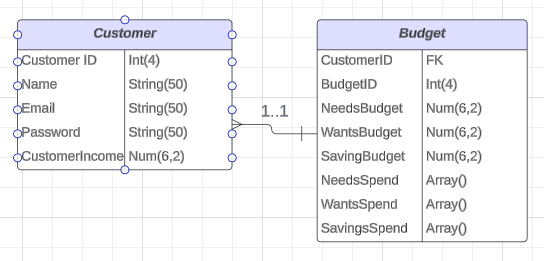 Customer
Customer ID Int(4)
Name String(50)
Email String(50)
Password String(50)
CustomerIncome Num(6,2)
1..1
Budget
CustomerID FK
BudgetID Int(4)
NeedsBudget Num(6,2)
WantsBudget Num(6,2)
SavingBudget Num(6,2)
NeedsSpend Array()
WantsSpend Array()
SavingsSpend Array()